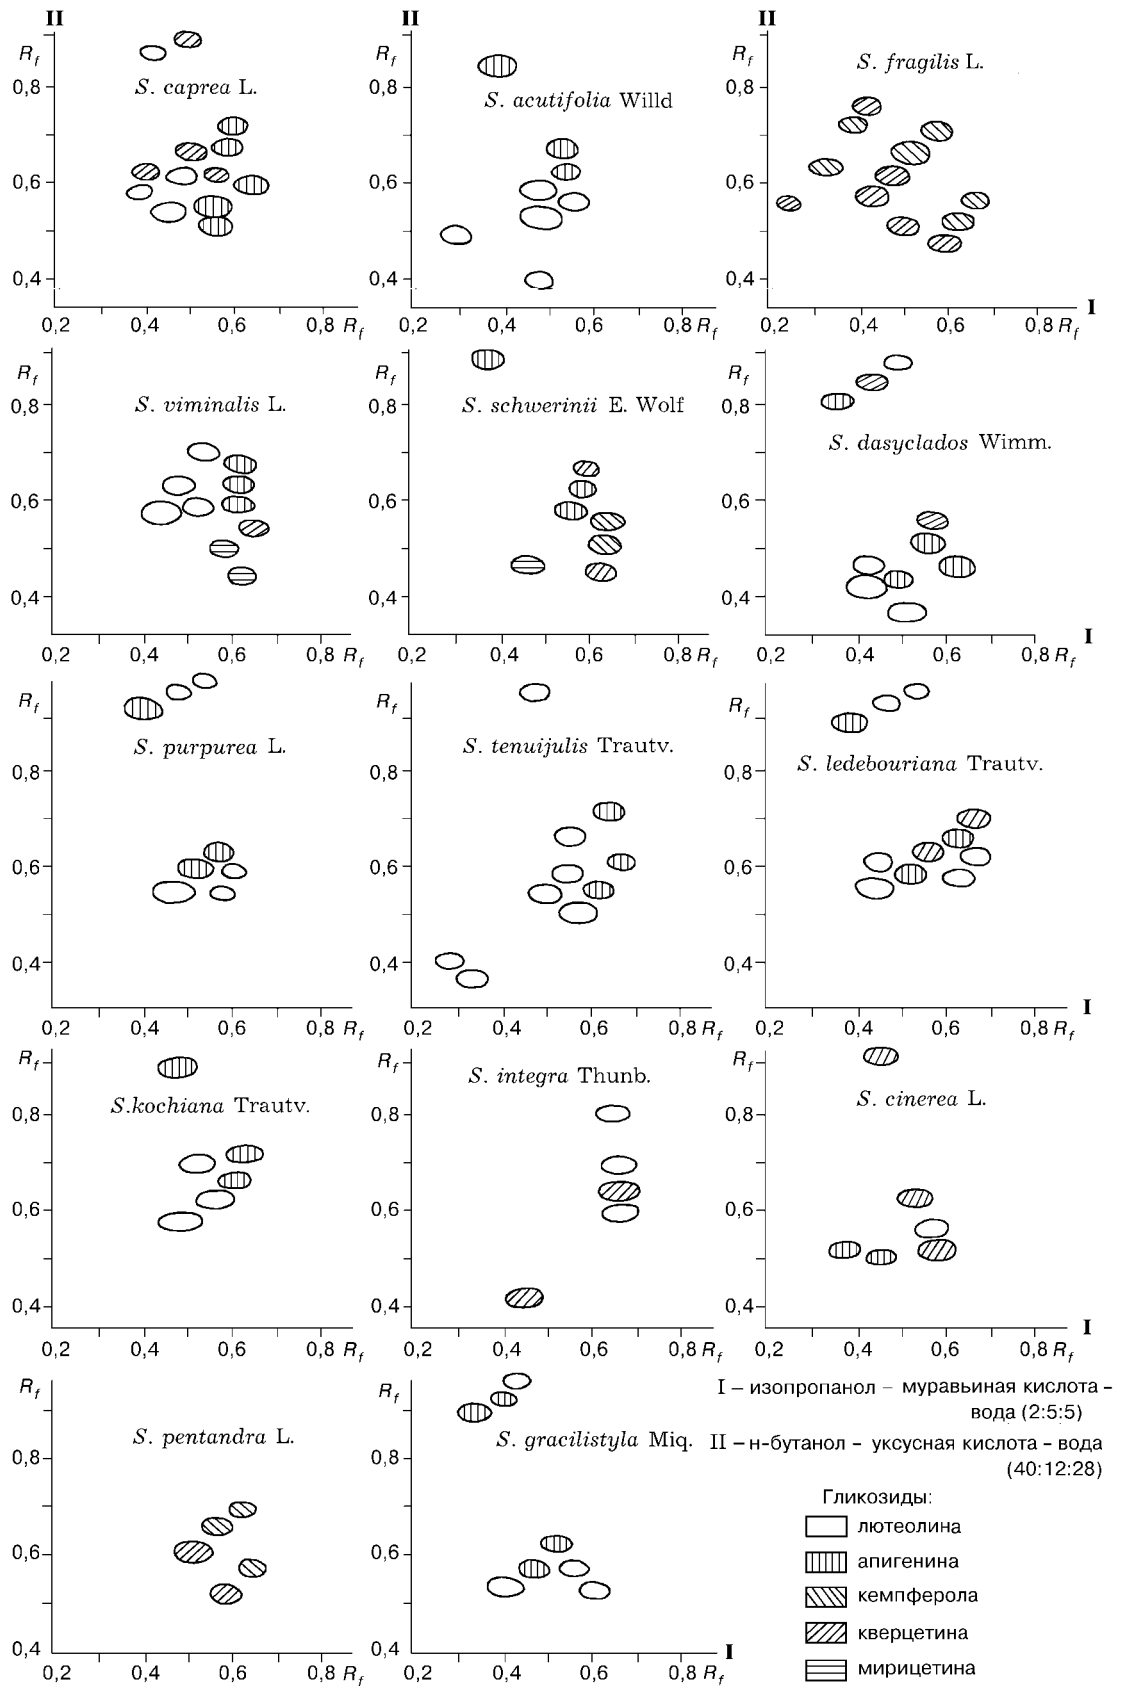 II II II
R_f R_f R_f
S. caprea L. S. acutifolia Willd S. fragilis L.
0,8 0,8 0,8
0,6 0,6 0,6
0,4 0,4 0,4
I
0,2 0,4 0,6 0,8 R_f 0,2 0,4 0,6 0,8 R_f 0,2 0,4 0,6 0,8 R_f
R_f R_f R_f
S. viminalis L. S. schwerinii E. Wolf S. dasyclados Wimm.
0,8 0,8 0,8
0,6 0,6 0,6
0,4 0,4 0,4
I
0,2 0,4 0,6 0,8 R_f 0,2 0,4 0,6 0,8 R_f 0,2 0,4 0,6 0,8 R_f
R_f R_f R_f
S. purpurea L. S. tenuijulis Trautv. S. ledebouriana Trautv.
0,8 0,8 0,8
0,6 0,6 0,6
0,4 0,4 0,4
I
0,2 0,4 0,6 0,8 R_f 0,2 0,4 0,6 0,8 R_f 0,2 0,4 0,6 0,8 R_f
R_f R_f R_f
S.kochiana Trautv. S. integra Thunb. S. cinerea L.
0,8 0,8 0,8
0,6 0,6 0,6
0,4 0,4 0,4
I
0,2 0,4 0,6 0,8 R_f 0,2 0,4 0,6 0,8 R_f 0,2 0,4 0,6 0,8 R_f
R_f R_f
S. pentandra L. S. gracilistyla Miq.
0,8 0,8
0,6 0,6
0,4 0,4
I
0,2 0,4 0,6 0,8 R_f 0,2 0,4 0,6 0,8 R_f
I – изопропанол – муравьиная кислота –
вода (2:5:5)
II – н-бутанол – уксусная кислота – вода
(40:12:28)
Гликозиды:
лютеолина
апигенина
кемпферола
кверцетина
мирицетина